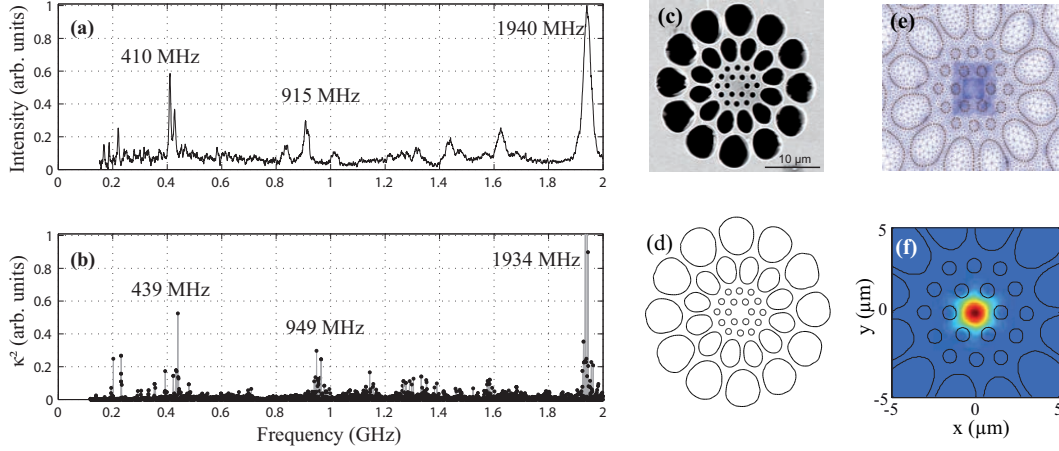 (a)
410 MHz
915 MHz
1940 MHz
Intensity (arb. units)
1
0.8
0.6
0.4
0.2
0
0 0.2 0.4 0.6 0.8 1 1.2 1.4 1.6 1.8 2
(b)
439 MHz
949 MHz
1934 MHz
κ² (arb. units)
1
0.8
0.6
0.4
0.2
0
0 0.2 0.4 0.6 0.8 1 1.2 1.4 1.6 1.8 2
Frequency (GHz)
(c)
10 µm
(d)
(e)
(f)
y (µm)
5
0
-5
-5 0 5
x (µm)